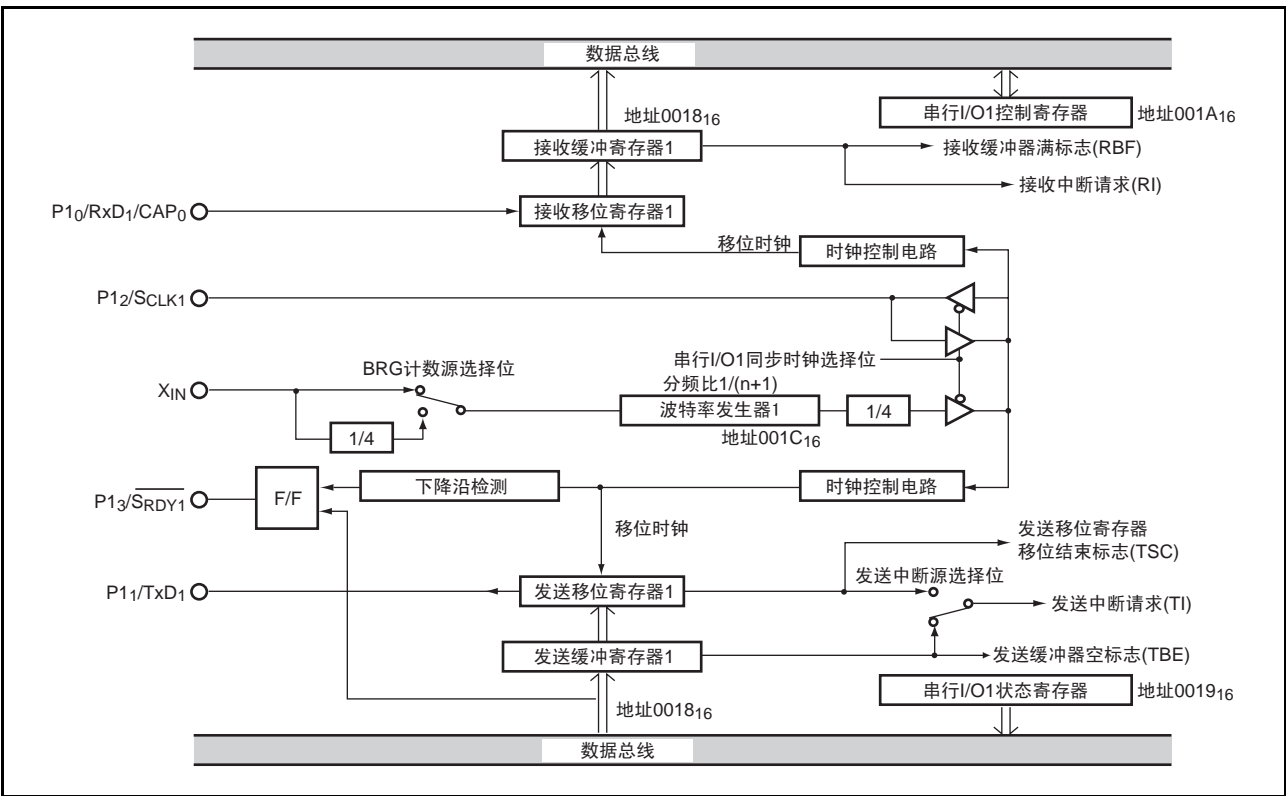 数据总线
地址0018₁₆
串行I/O1控制寄存器
地址001A₁₆
接收缓冲寄存器1
接收缓冲器满标志(RBF)
接收中断请求(RI)
P1₀/RxD₁/CAP₀
接收移位寄存器1
移位时钟
时钟控制电路
P1₂/SCLK1
串行I/O1同步时钟选择位
BRG计数源选择位
分频比1/(n+1)
XIN
波特率发生器1
1/4
1/4
地址001C₁₆
P1₃/S̅R̅D̅Y̅1̅
F/F
下降沿检测
时钟控制电路
移位时钟
发送移位寄存器
移位结束标志(TSC)
P1₁/TxD₁
发送移位寄存器1
发送中断源选择位
发送中断请求(TI)
发送缓冲寄存器1
发送缓冲器空标志(TBE)
串行I/O1状态寄存器
地址0019₁₆
地址0018₁₆
数据总线